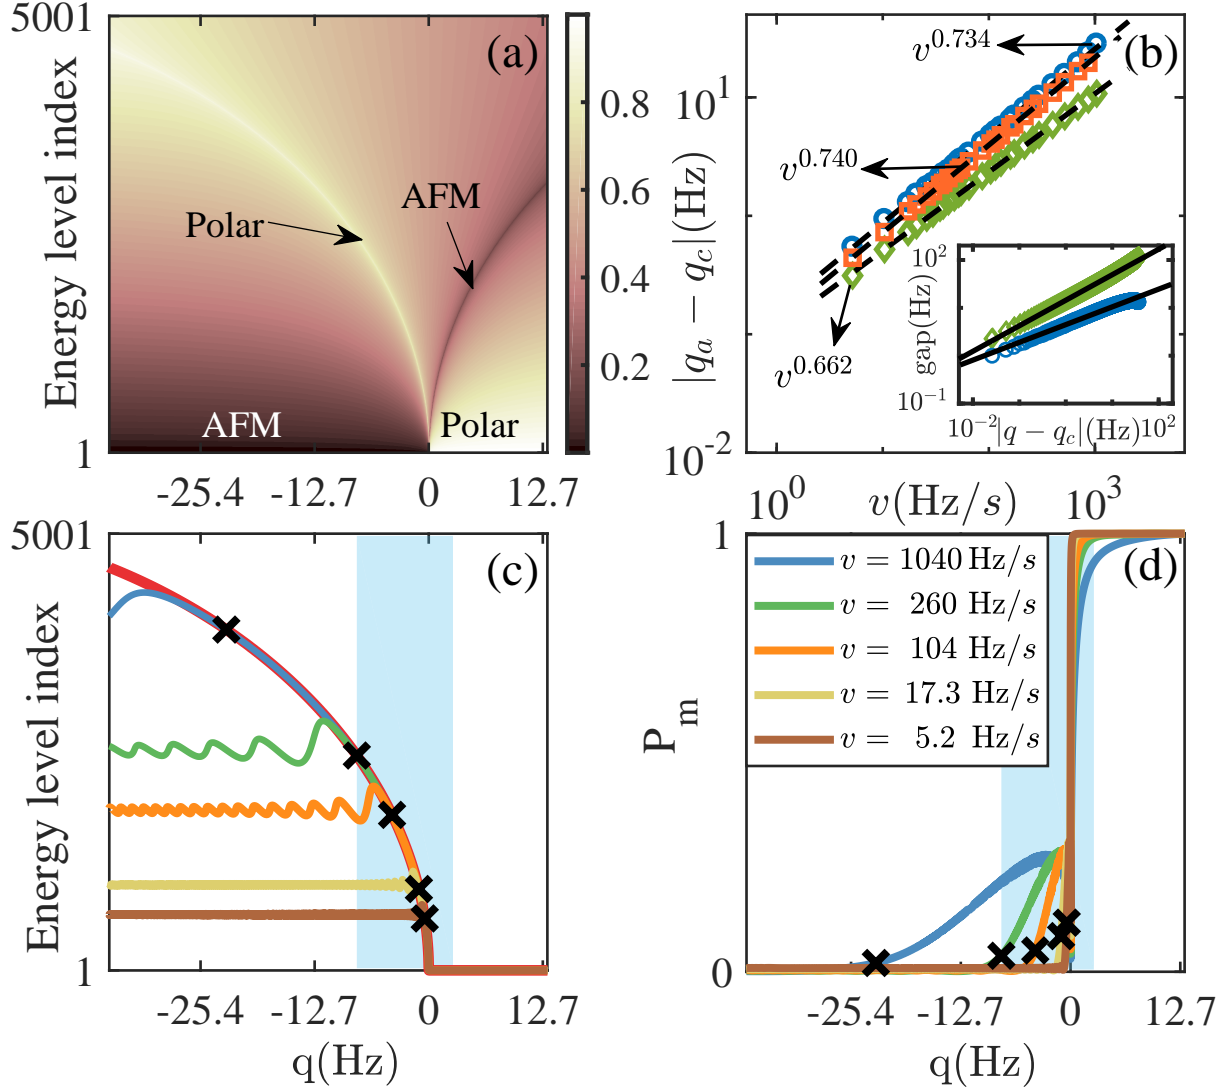 5001
(a)
Polar
AFM
AFM
Polar
Energy level index
1
-25.4
-12.7
0
12.7
0.8
0.6
0.4
0.2
(b)
v^0.734
v^0.740
v^0.662
10^1
10^-2
|q_a − q_c|(Hz)
10^0
v(Hz/s)
10^3
10^2
gap(Hz)
10^-1
10^-2
|q − q_c|(Hz)
10^2
5001
(c)
Energy level index
1
-25.4
-12.7
0
12.7
q(Hz)
1
(d)
v = 1040 Hz/s
v = 260 Hz/s
v = 104 Hz/s
v = 17.3 Hz/s
v = 5.2 Hz/s
P_m
0
-25.4
-12.7
0
12.7
q(Hz)